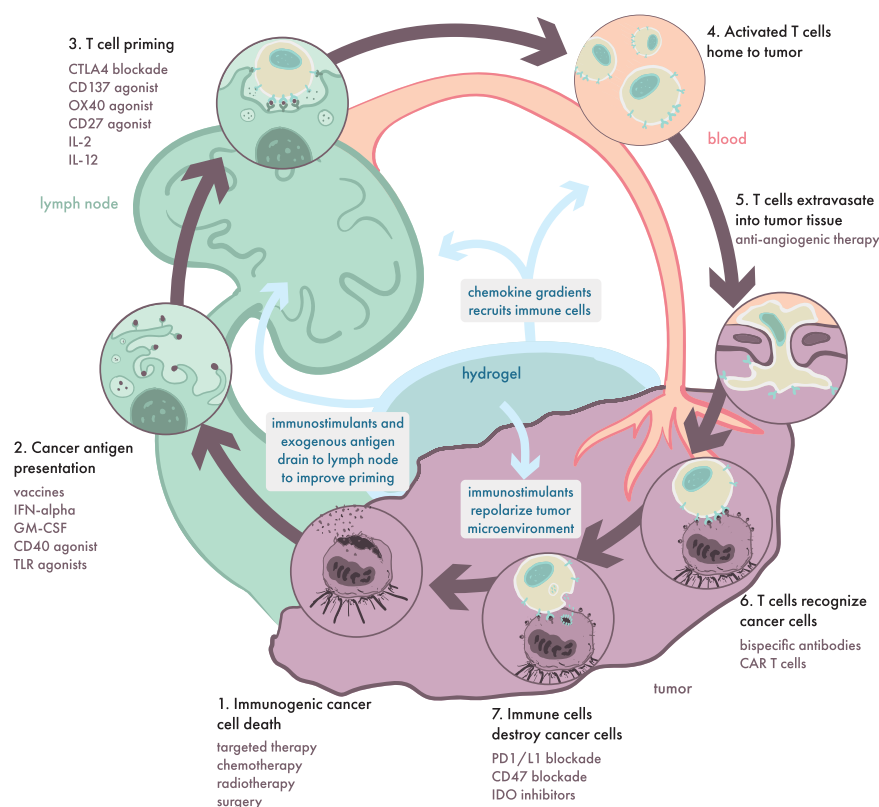 3. T cell priming
CTLA4 blockade
CD137 agonist
OX40 agonist
CD27 agonist
IL-2
IL-12
4. Activated T cells
home to tumor
blood
lymph node
5. T cells extravasate
into tumor tissue
anti-angiogenic therapy
chemokine gradients
recruits immune cells
hydrogel
immunostimulants and
exogenous antigen
drain to lymph node
to improve priming
2. Cancer antigen
presentation
vaccines
IFN-alpha
GM-CSF
CD40 agonist
TLR agonists
immunostimulants
repolarize tumor
microenvironment
6. T cells recognize
cancer cells
bispecific antibodies
CAR T cells
tumor
1. Immunogenic cancer
cell death
targeted therapy
chemotherapy
radiotherapy
surgery
7. Immune cells
destroy cancer cells
PD1/L1 blockade
CD47 blockade
IDO inhibitors